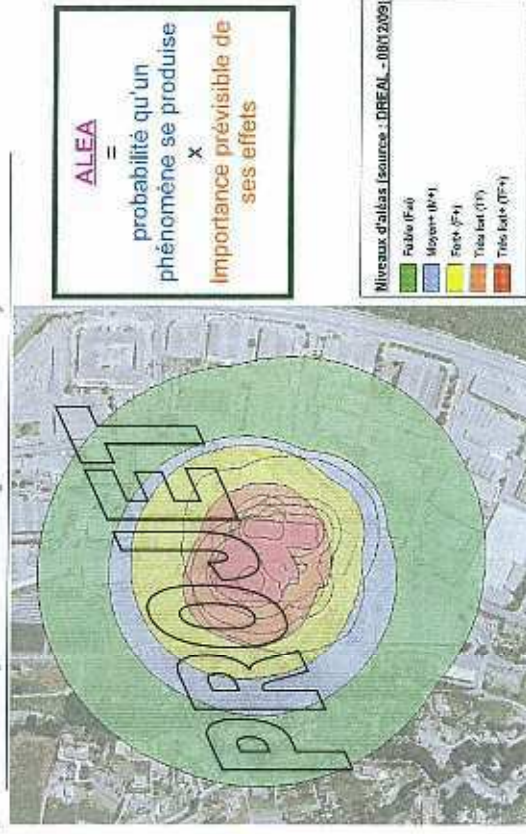 ALEA
=
probabilité qu'un
phénomène se produise
x
Importance prévisible de
ses effets
Niveaux d'aléas (source : DREAL - 08/12/09)
Faible (Fai)
Moyen+ (M+)
Fort+ (F+)
Très fort (TF)
Très fort+ (TF+)
PROJET